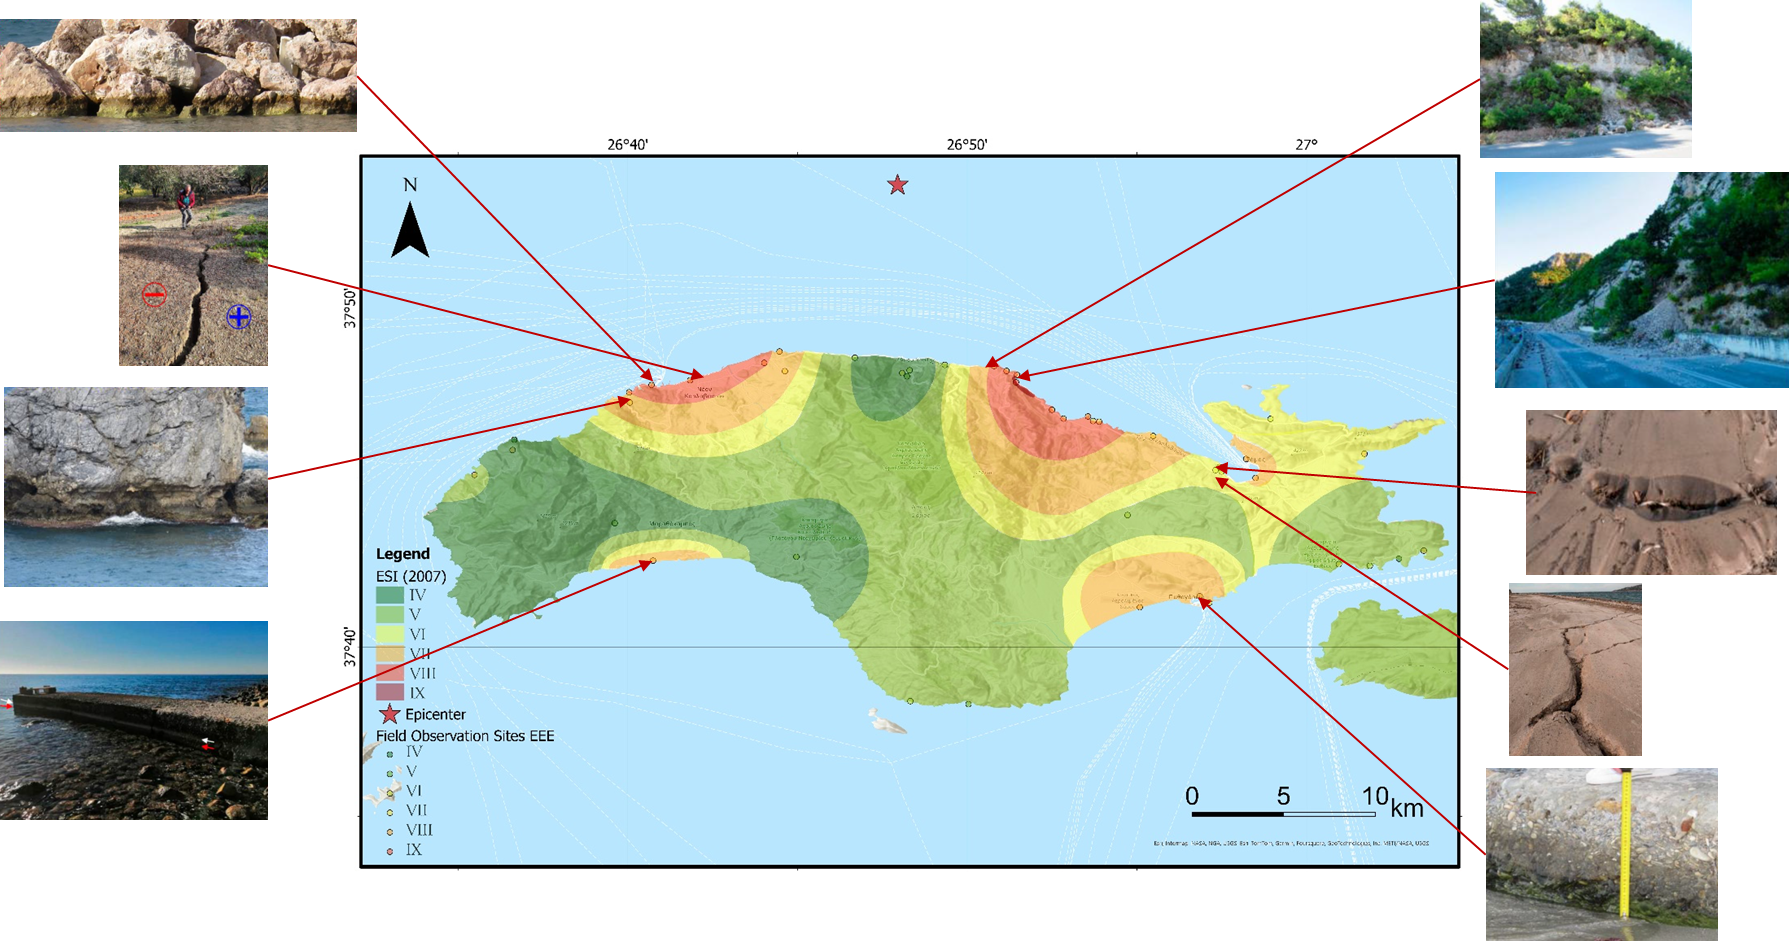 26°40'
26°50'
27°
N
37°50'
37°40'
Legend
ESI (2007)
IV
V
VI
VII
VIII
IX
Epicenter
Field Observation Sites EEE
IV
V
VI
VII
VIII
IX
0 5 10 km